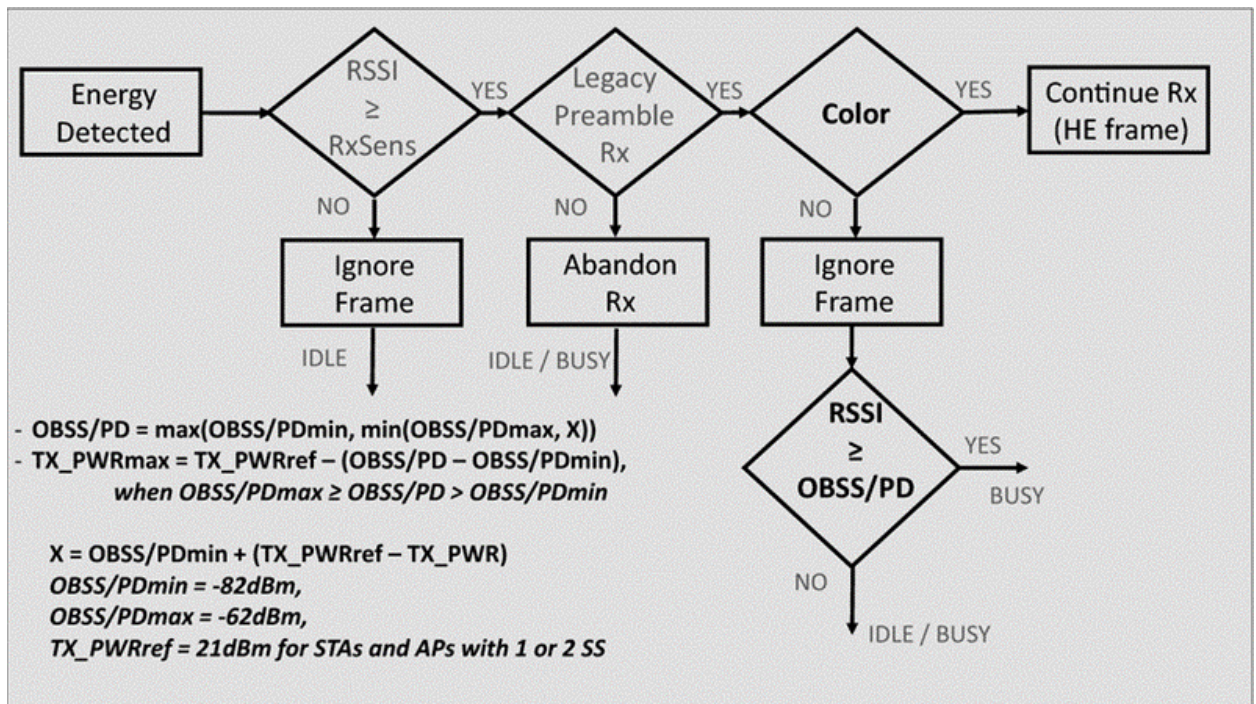 Energy
Detected
RSSI
≥
RxSens
YES
Legacy
Preamble
Rx
YES
Color
YES
Continue Rx
(HE frame)
NO
NO
NO
Ignore
Frame
Abandon
Rx
Ignore
Frame
IDLE
IDLE / BUSY
RSSI
≥
OBSS/PD
YES
BUSY
NO
IDLE / BUSY
- OBSS/PD = max(OBSS/PDmin, min(OBSS/PDmax, X))
- TX_PWRmax = TX_PWRref – (OBSS/PD – OBSS/PDmin),
when OBSS/PDmax ≥ OBSS/PD > OBSS/PDmin
X = OBSS/PDmin + (TX_PWRref – TX_PWR)
OBSS/PDmin = -82dBm,
OBSS/PDmax = -62dBm,
TX_PWRref = 21dBm for STAs and APs with 1 or 2 SS